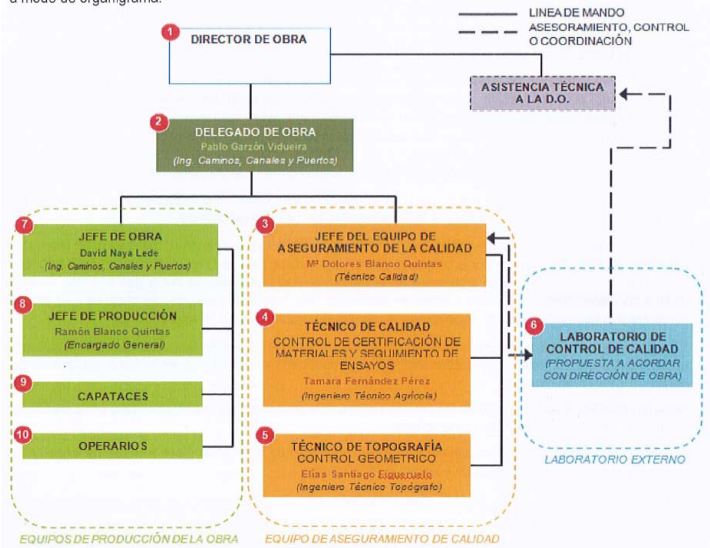 a modo de organigrama.
LINEA DE MANDO
ASESORAMIENTO, CONTROL
O COORDINACIÓN
1
DIRECTOR DE OBRA
ASISTENCIA TÉCNICA
A LA D.O.
2
DELEGADO DE OBRA
Pablo Garzón Vidueira
(Ing. Caminos, Canales y Puertos)
7
JEFE DE OBRA
David Naya Lede
(Ing. Caminos, Canales y Puertos)
8
JEFE DE PRODUCCIÓN
Ramón Blanco Quintas
(Encargado General)
9
CAPATACES
10
OPERARIOS
EQUIPOS DE PRODUCCIÓN DE LA OBRA
3
JEFE DEL EQUIPO DE
ASEGURAMIENTO DE LA CALIDAD
Mª Dolores Blanco Quintas
(Técnico Calidad)
4
TÉCNICO DE CALIDAD
CONTROL DE CERTIFICACIÓN DE
MATERIALES Y SEGUIMIENTO DE
ENSAYOS
Tamara Fernández Pérez
(Ingeniero Técnico Agrícola)
5
TÉCNICO DE TOPOGRAFÍA
CONTROL GEOMETRICO
Elías Santiago Figueruelo
(Ingeniero Técnico Topógrafo)
EQUIPO DE ASEGURAMIENTO DE CALIDAD
6
LABORATORIO DE
CONTROL DE CALIDAD
(PROPUESTA A ACORDAR
CON DIRECCIÓN DE OBRA)
LABORATORIO EXTERNO